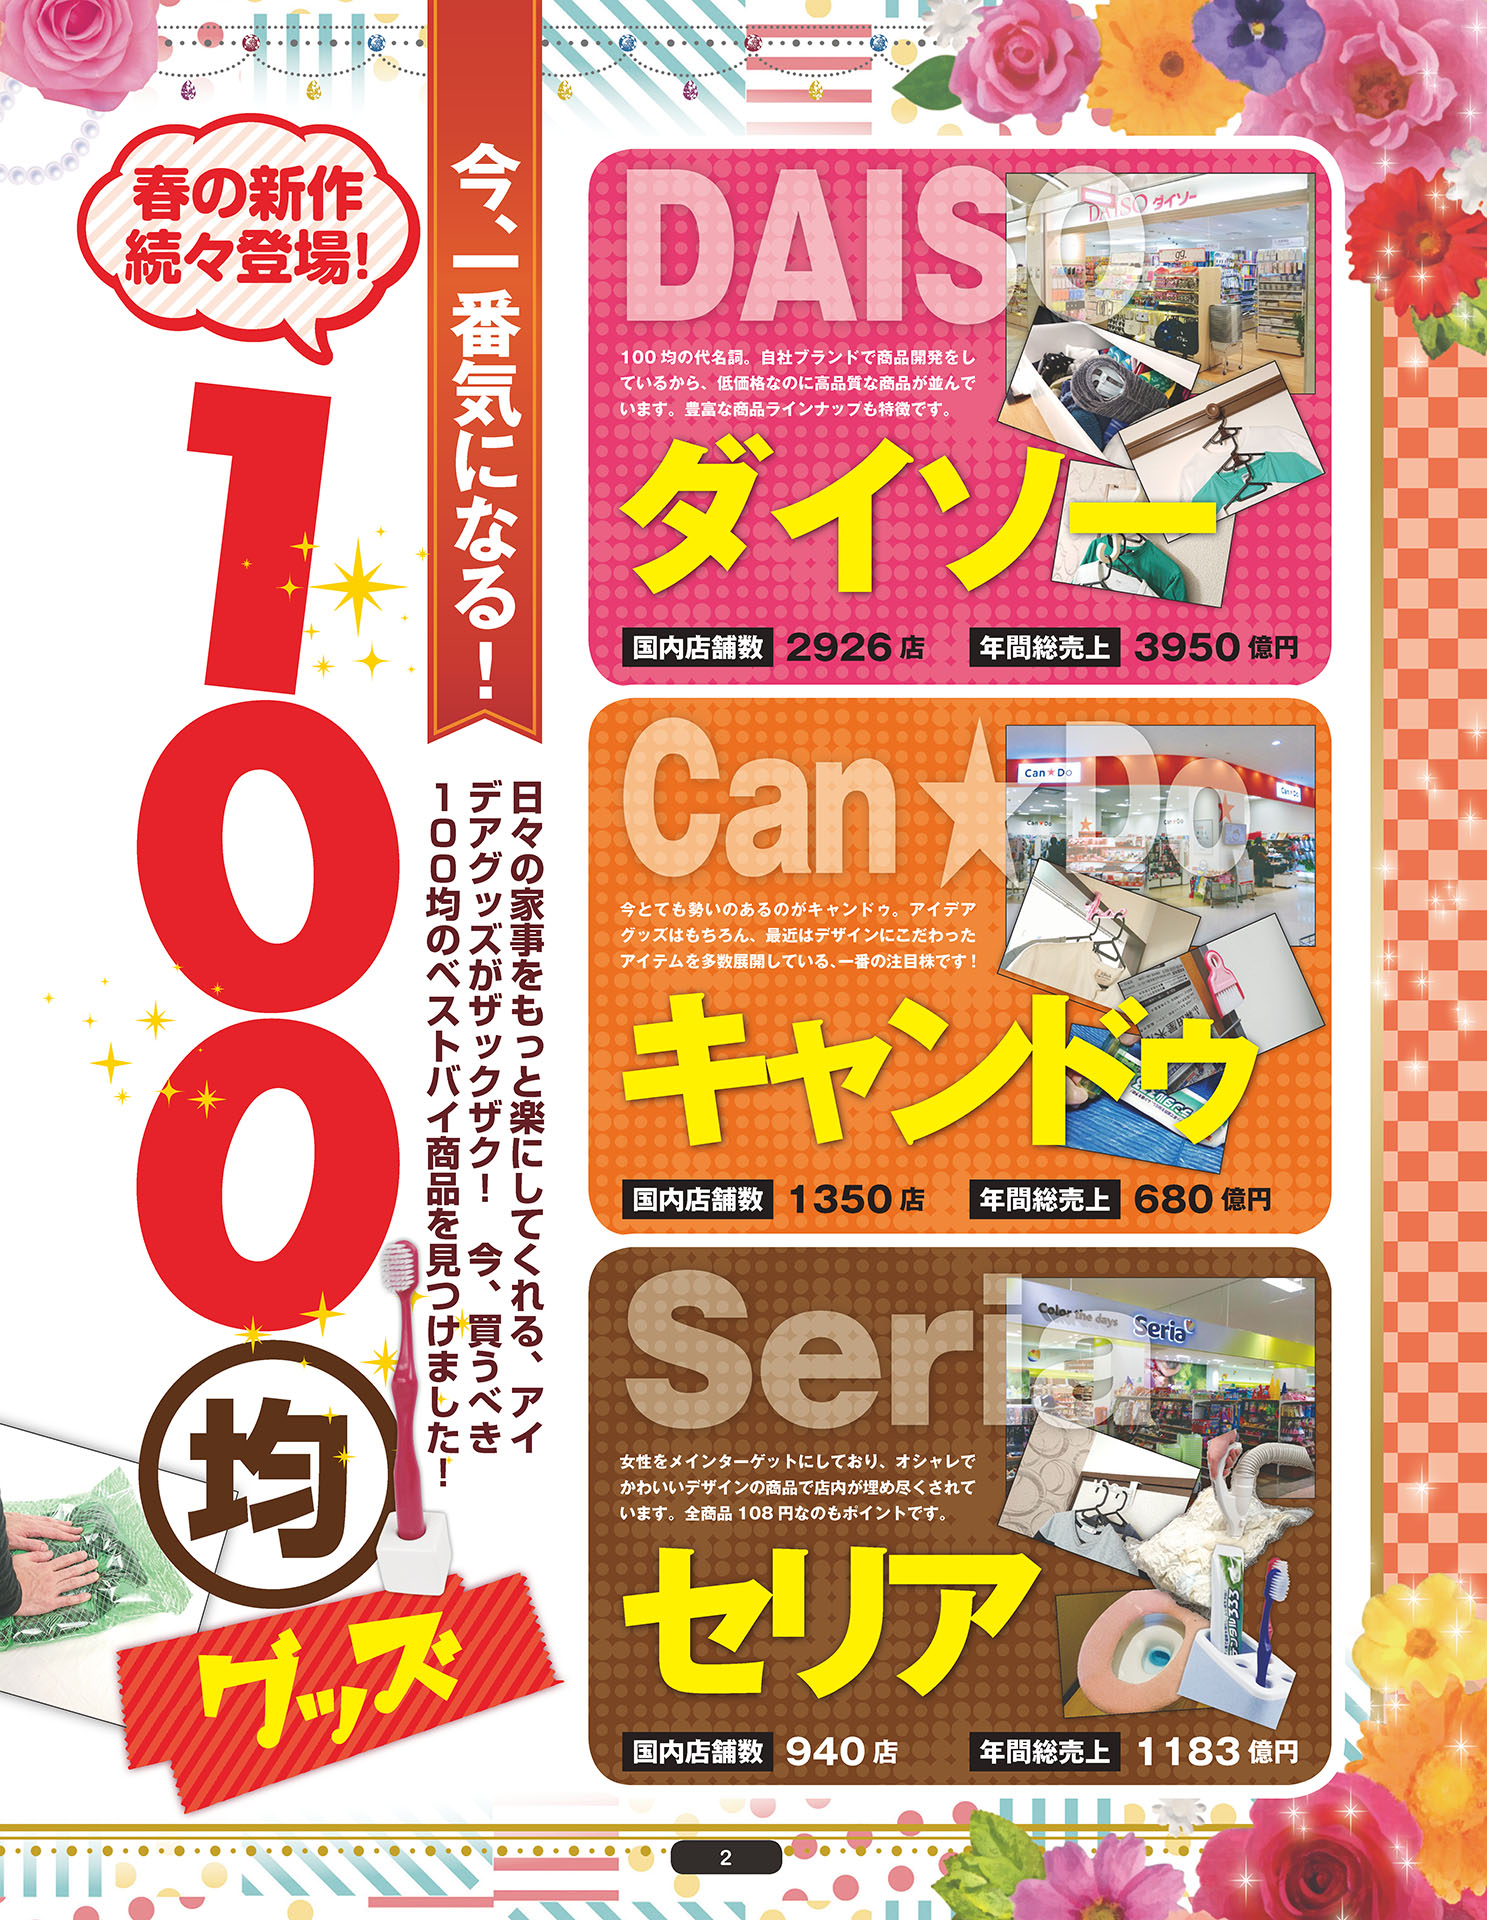 春の新作
続々登場!
今、一番気になる！
100均
グッズ
日々の家事をもっと楽にしてくれる、アイ
デアグッズがザックザク！　今、買うべき
１００均のベストバイ商品を見つけました！
DAISO
DAISO ダイソー
100均の代名詞。自社ブランドで商品開発をし
ているから、低価格なのに高品質な商品が並んで
います。豊富な商品ラインナップも特徴です。
ダイソー
国内店舗数 2926店 年間総売上 3950億円
Can★Do
Can★Do
今とても勢いのあるのがキャンドゥ。アイデア
グッズはもちろん、最近はデザインにこだわった
アイテムを多数展開している、一番の注目株です！
キャンドゥ
国内店舗数 1350店 年間総売上 680億円
Seria
Color the days Seria
女性をメインターゲットにしており、オシャレで
かわいいデザインの商品で店内が埋め尽くされて
います。全商品108円なのもポイントです。
セリア
国内店舗数 940店 年間総売上 1183億円
2